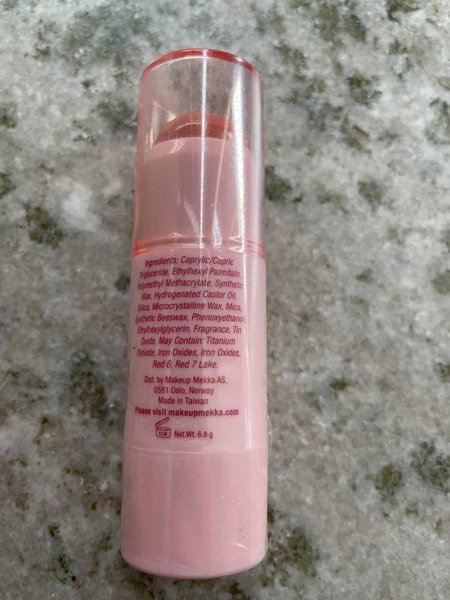 Ingredients: Caprylic/Capric
Triglyceride, Ethylhexyl Palmitate,
Polymethyl Methacrylate, Synthetic
Wax, Hydrogenated Castor Oil,
Silica, Microcrystalline Wax, Mica,
Synthetic Beeswax, Phenoxyethanol,
Ethylhexylglycerin, Fragrance, Tin
Oxide. May Contain: Titanium
Dioxide, Iron Oxides, Iron Oxides,
Red 6, Red 7 Lake.
Dist. by Makeup Mekka AS,
0581 Oslo, Norway
Made in Taiwan
Please visit makeupmekka.com
12 M Net. Wt. 6.8 g